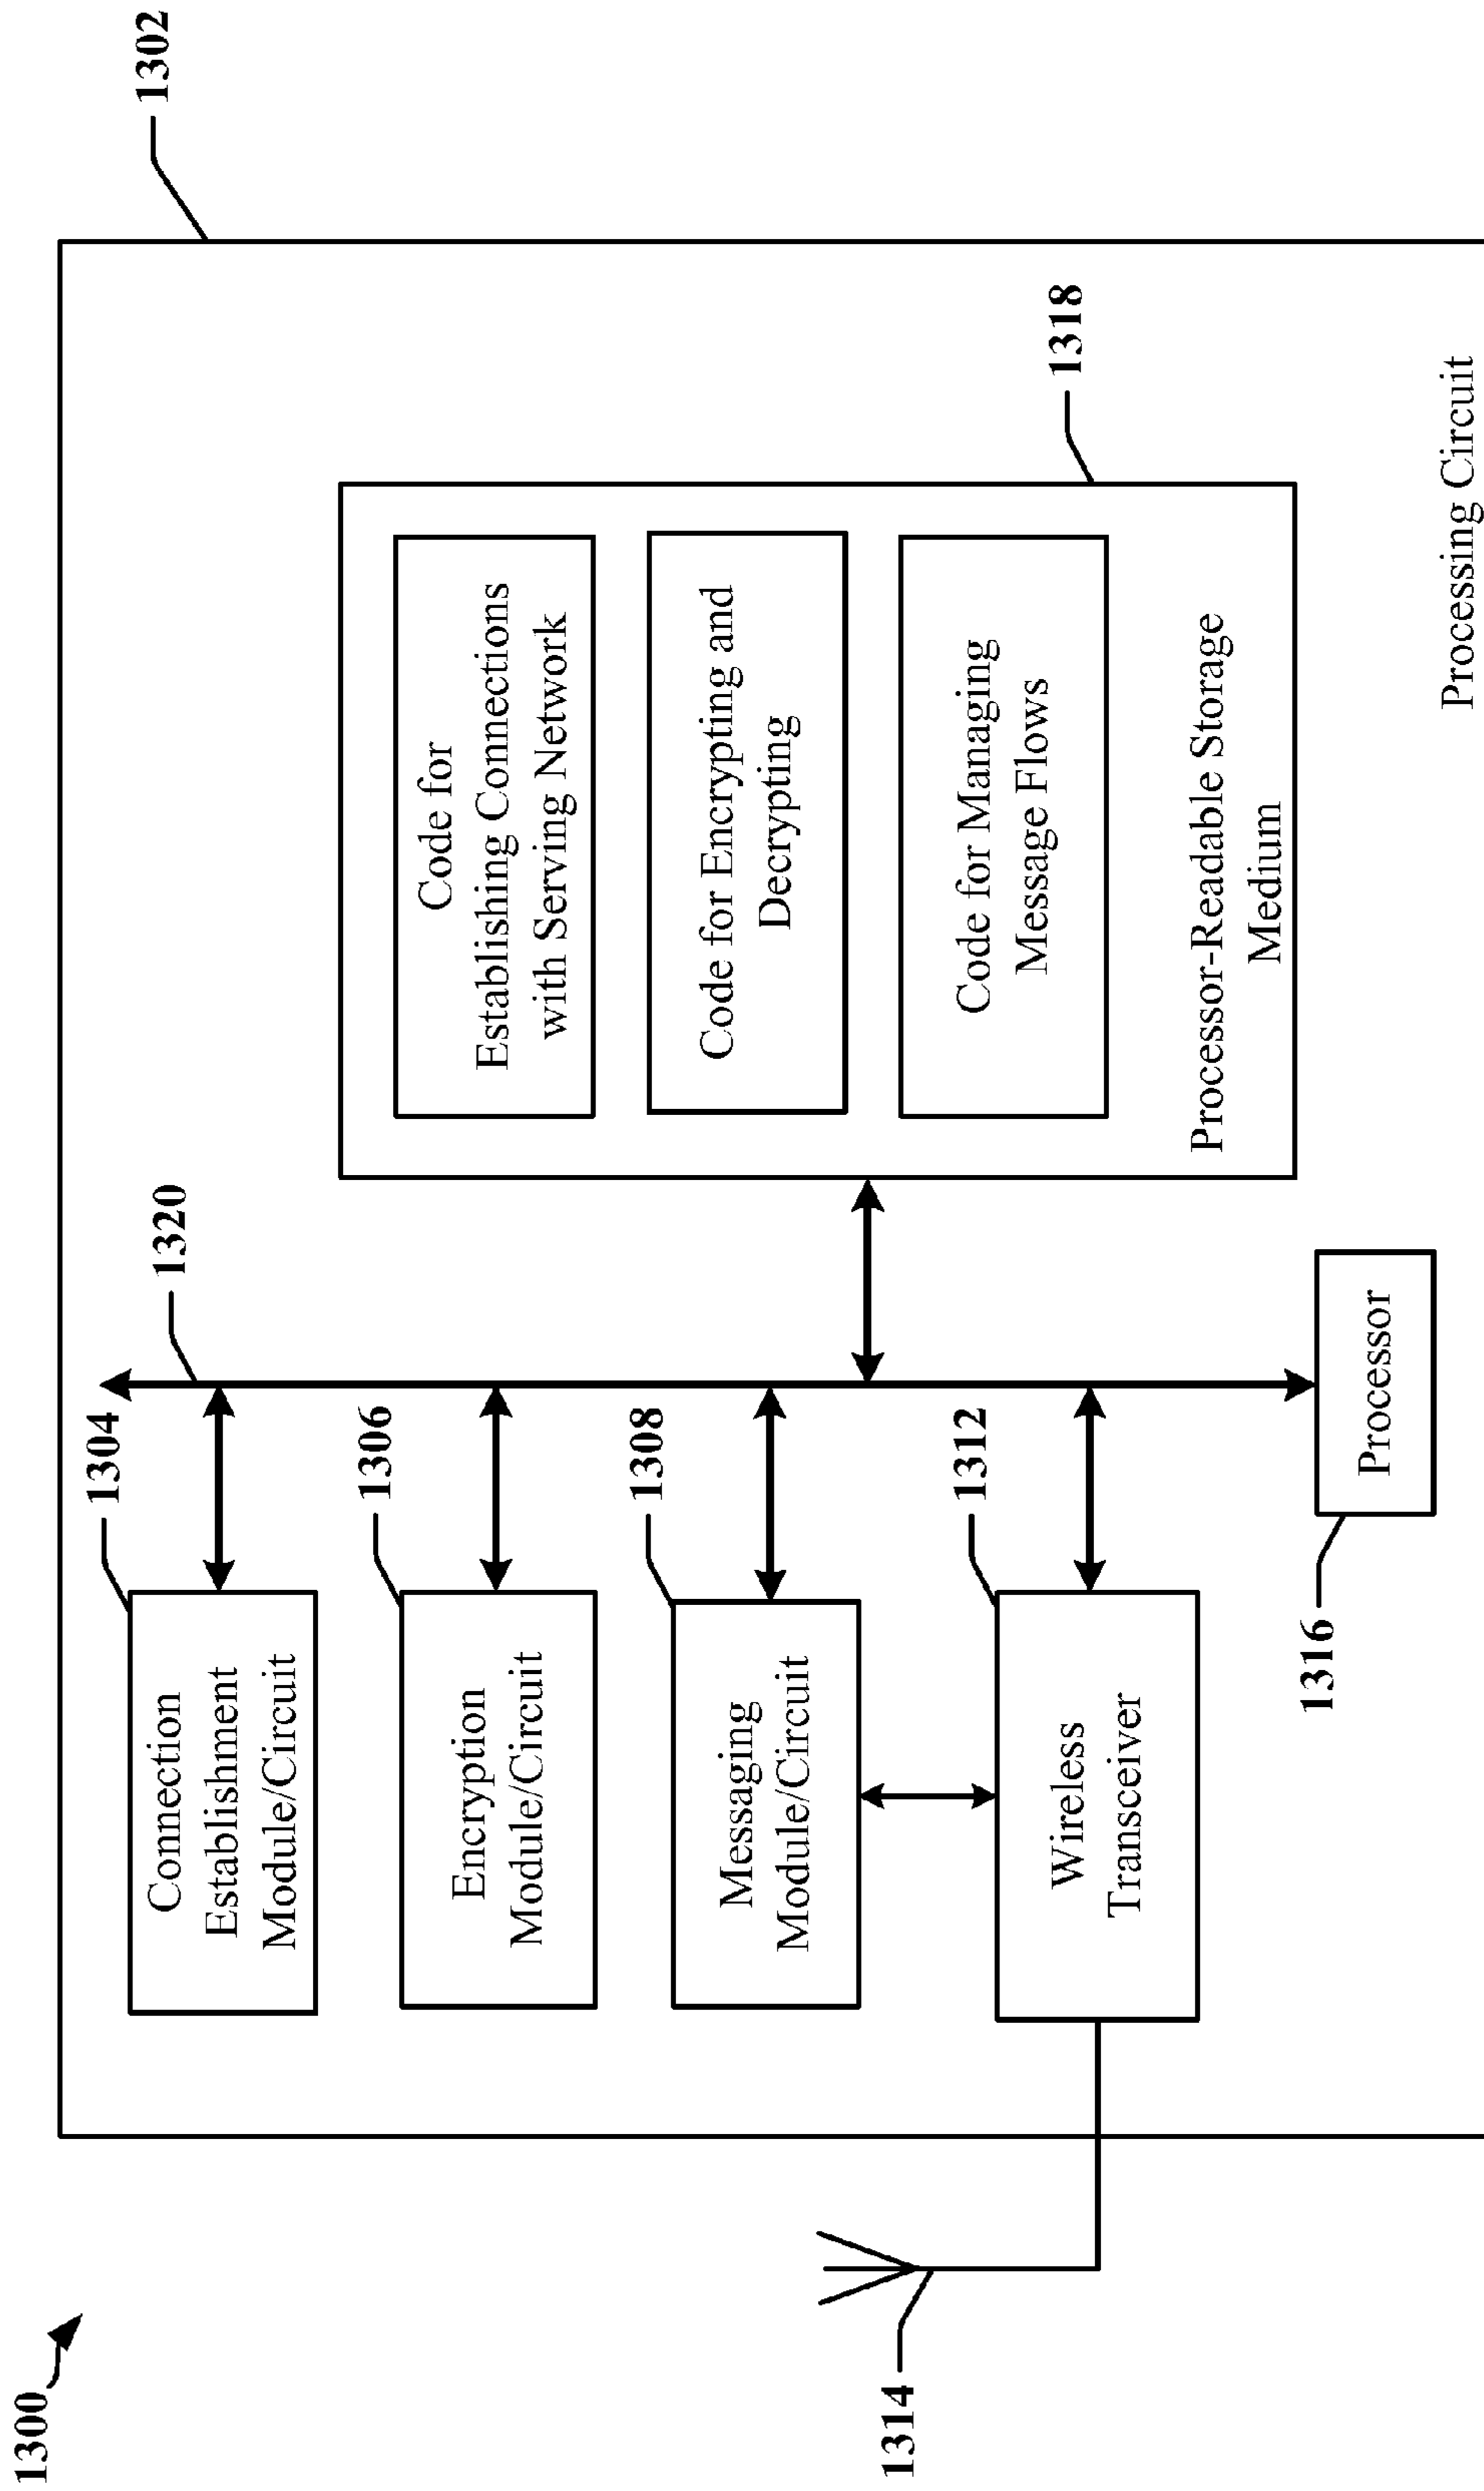 1300
1302
1304
Connection
Establishment
Module/Circuit
1306
Encryption
Module/Circuit
1308
Messaging
Module/Circuit
1312
Wireless
Transceiver
1314
1320
Code for
Establishing Connections
with Serving Network
Code for Encrypting and
Decrypting
Code for Managing
Message Flows
Processor-Readable Storage
Medium
1318
1316
Processor
Processing Circuit